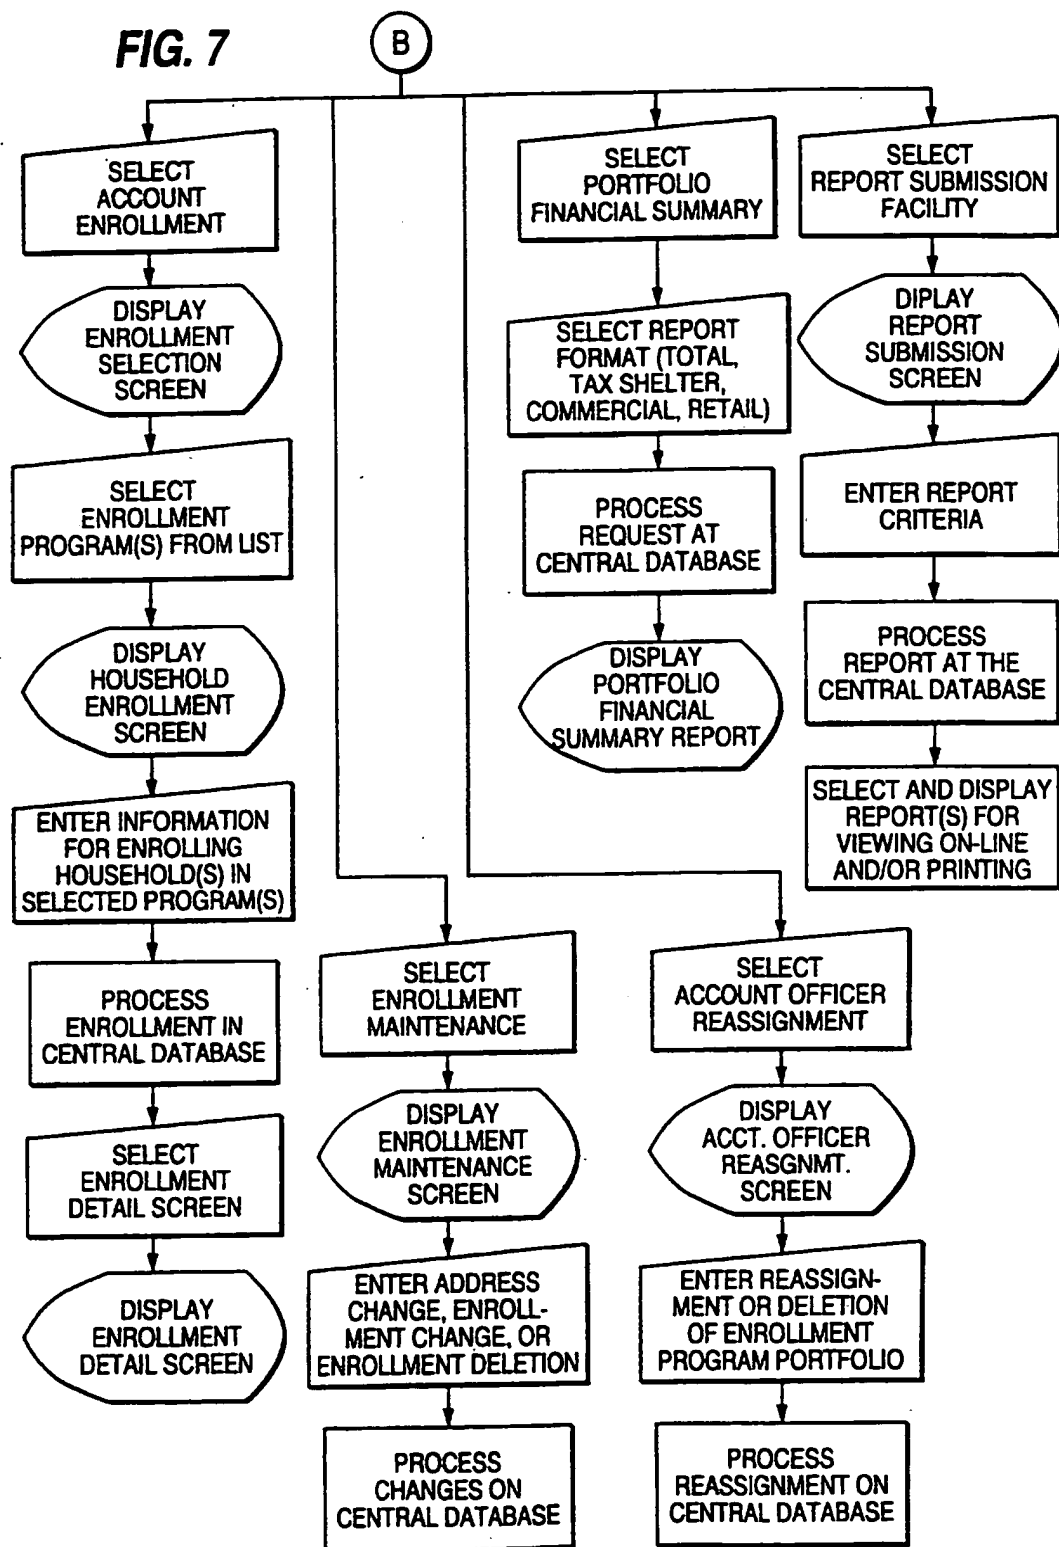 FIG. 7
B
SELECT
ACCOUNT
ENROLLMENT
DISPLAY
ENROLLMENT
SELECTION
SCREEN
SELECT
ENROLLMENT
PROGRAM(S) FROM LIST
DISPLAY
HOUSEHOLD
ENROLLMENT
SCREEN
ENTER INFORMATION
FOR ENROLLING
HOUSEHOLD(S) IN
SELECTED PROGRAM(S)
PROCESS
ENROLLMENT IN
CENTRAL DATABASE
SELECT
ENROLLMENT
DETAIL SCREEN
DISPLAY
ENROLLMENT
DETAIL SCREEN
SELECT
ENROLLMENT
MAINTENANCE
DISPLAY
ENROLLMENT
MAINTENANCE
SCREEN
ENTER ADDRESS
CHANGE, ENROLL-
MENT CHANGE, OR
ENROLLMENT DELETION
PROCESS
CHANGES ON
CENTRAL DATABASE
SELECT
ACCOUNT OFFICER
REASSIGNMENT
DISPLAY
ACCT. OFFICER
REASGNMT.
SCREEN
ENTER REASSIGN-
MENT OR DELETION
OF ENROLLMENT
PROGRAM PORTFOLIO
PROCESS
REASSIGNMENT ON
CENTRAL DATABASE
SELECT
PORTFOLIO
FINANCIAL SUMMARY
SELECT REPORT
FORMAT (TOTAL,
TAX SHELTER,
COMMERCIAL, RETAIL)
PROCESS
REQUEST AT
CENTRAL DATABASE
DISPLAY
PORTFOLIO
FINANCIAL
SUMMARY REPORT
SELECT
REPORT SUBMISSION
FACILITY
DIPLAY
REPORT
SUBMISSION
SCREEN
ENTER REPORT
CRITERIA
PROCESS
REPORT AT THE
CENTRAL DATABASE
SELECT AND DISPLAY
REPORT(S) FOR
VIEWING ON-LINE
AND/OR PRINTING